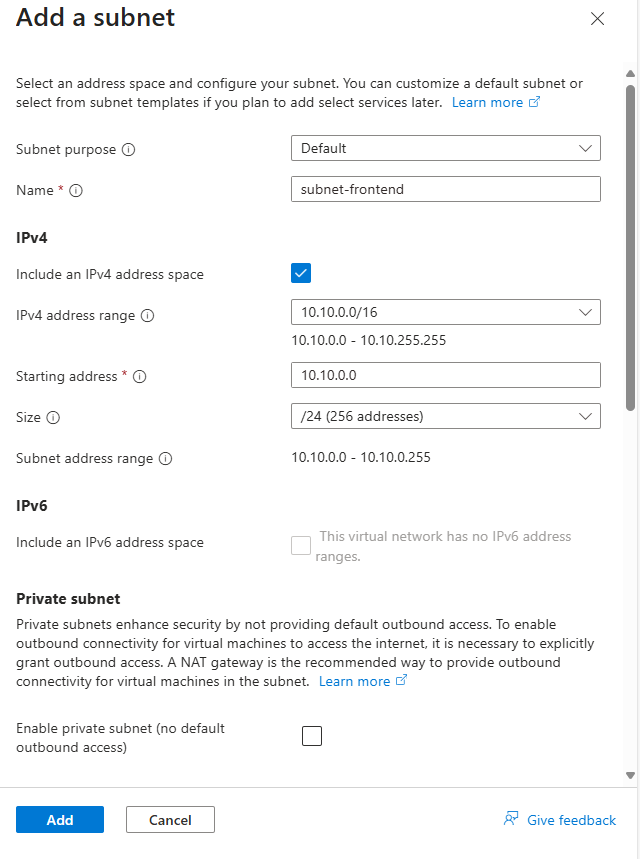 Add a subnet
Select an address space and configure your subnet. You can customize a default subnet or
select from subnet templates if you plan to add select services later. Learn more
Subnet purpose
Default
Name *
subnet-frontend
IPv4
Include an IPv4 address space
IPv4 address range
10.10.0.0/16
10.10.0.0 - 10.10.255.255
Starting address *
10.10.0.0
Size
/24 (256 addresses)
Subnet address range
10.10.0.0 - 10.10.0.255
IPv6
Include an IPv6 address space
This virtual network has no IPv6 address
ranges.
Private subnet
Private subnets enhance security by not providing default outbound access. To enable
outbound connectivity for virtual machines to access the internet, it is necessary to explicitly
grant outbound access. A NAT gateway is the recommended way to provide outbound
connectivity for virtual machines in the subnet. Learn more
Enable private subnet (no default
outbound access)
Add
Cancel
Give feedback